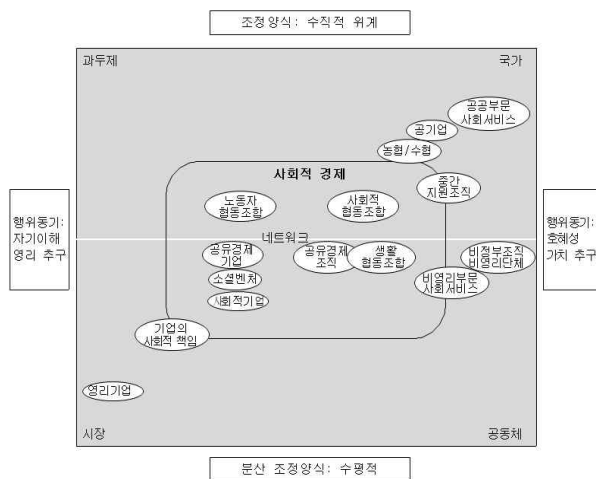 조정양식: 수직적 위계
과두제
국가
공공부문
사회서비스
공기업
농협/수협
사회적 경제
중간
지원조직
노동자
협동조합
사회적
협동조합
행위동기:
자기이해
영리 추구
네트워크
행위동기:
호혜성
가치 추구
공유경제
기업
공유경제
조직
생활
협동조합
비정부조직
비영리단체
소셜벤처
비영리부문
사회서비스
사회적기업
기업의
사회적 책임
영리기업
시장
공동체
분산 조정양식: 수평적